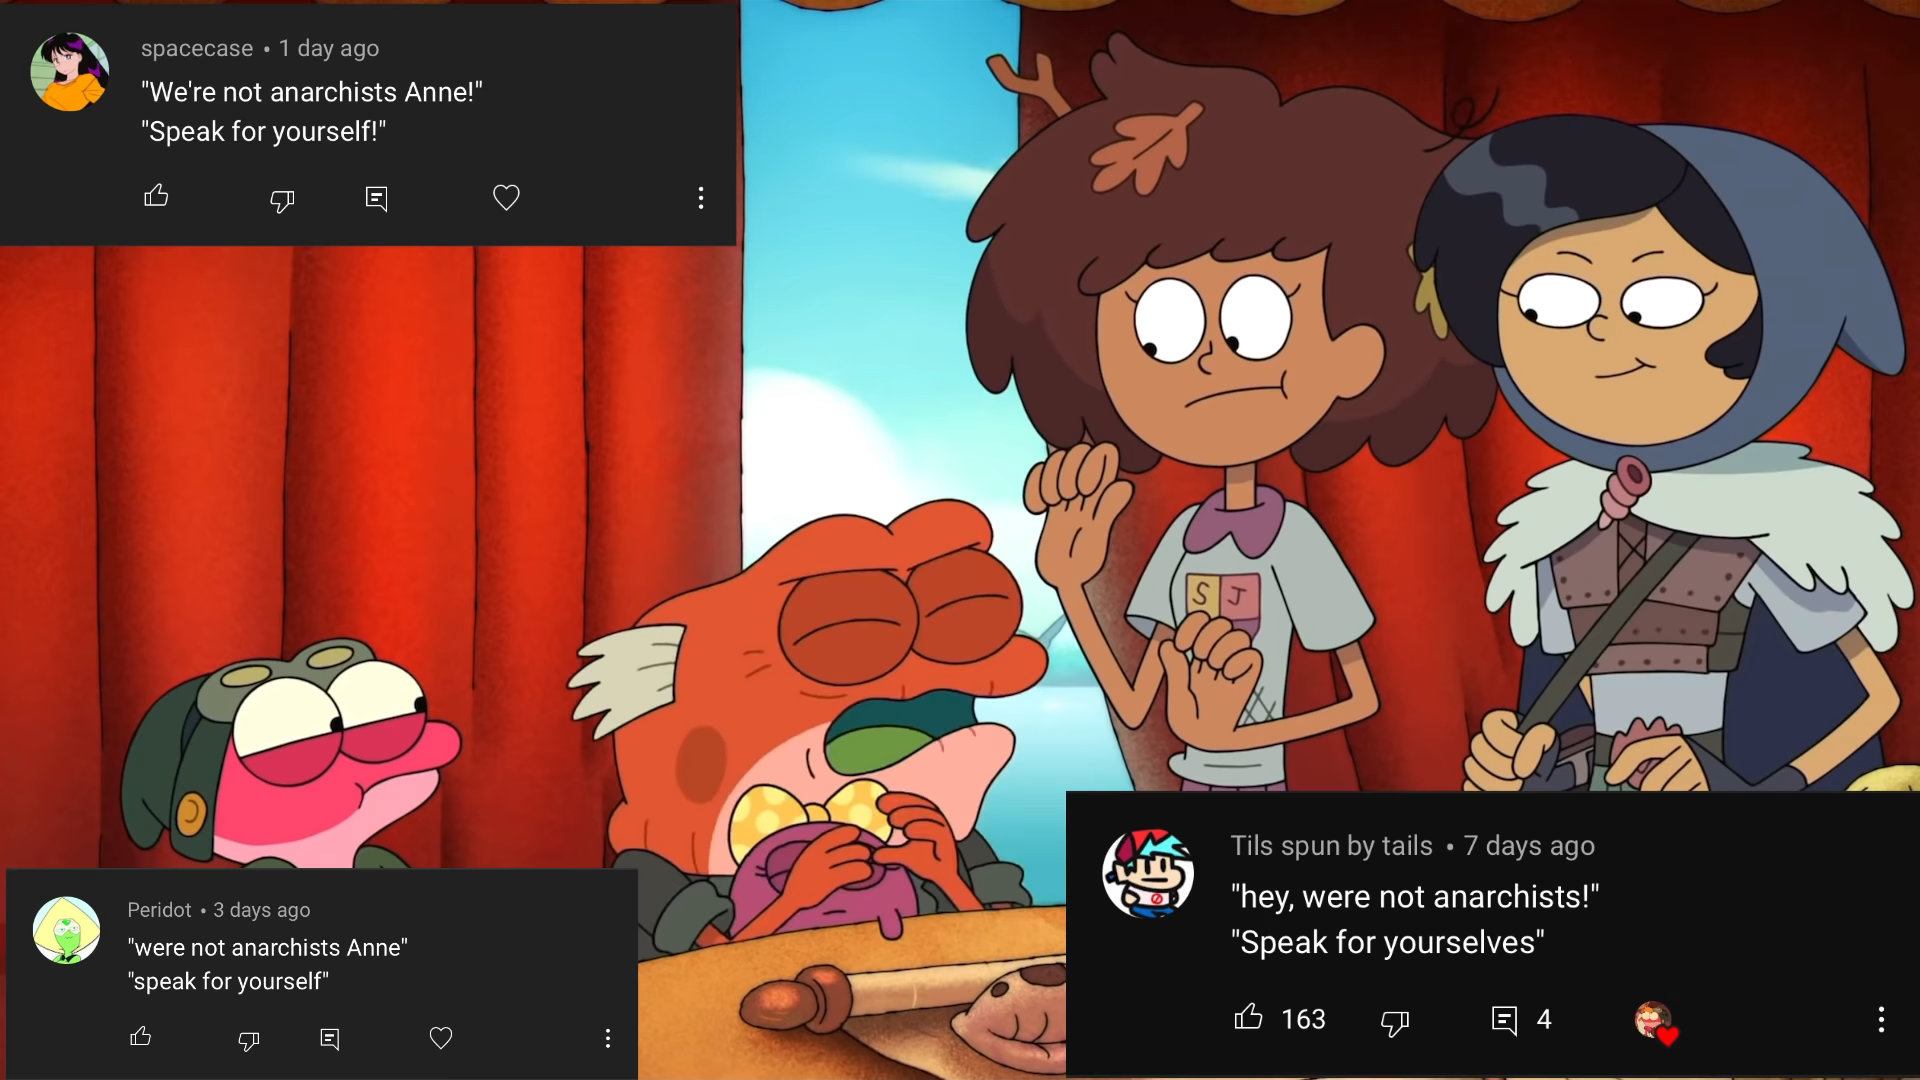 spacecase • 1 day ago
"We're not anarchists Anne!"
"Speak for yourself!"
S J
Peridot • 3 days ago
"were not anarchists Anne"
"speak for yourself"
Tils spun by tails • 7 days ago
"hey, were not anarchists!"
"Speak for yourselves"
163 4